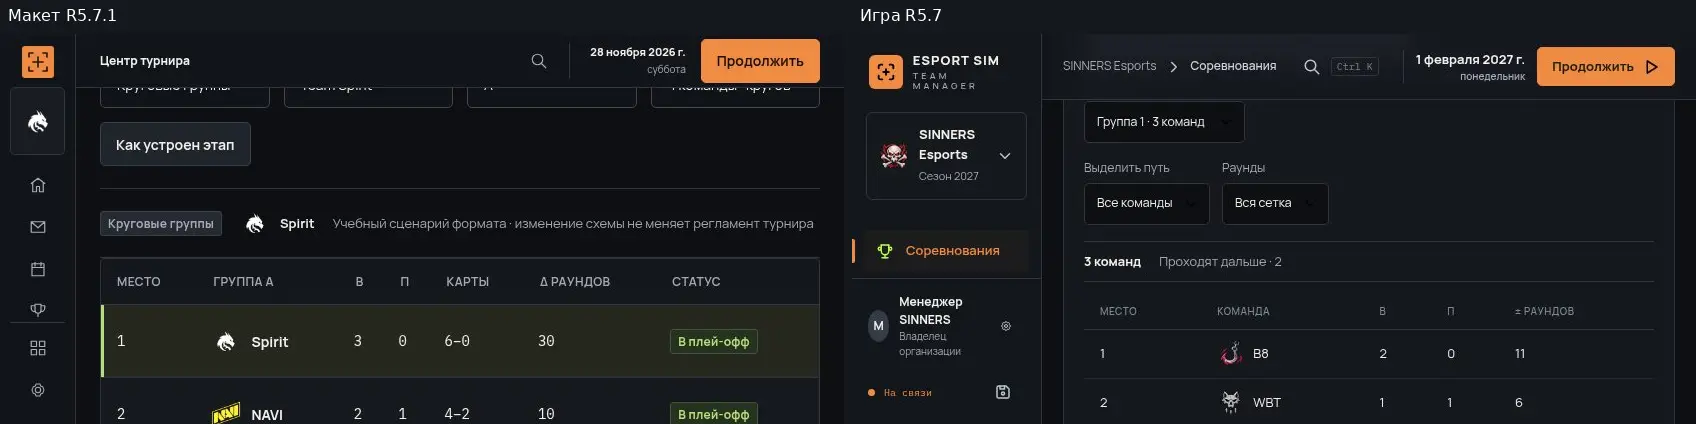 Макет R5.7.1
Центр турнира
28 ноября 2026 г.
суббота
Продолжить
Круговые группы
Team Spirit
Как устроен этап
Круговые группы
Spirit
Учебный сценарий формата · изменение схемы не меняет регламент турнира
МЕСТО ГРУППА А В П КАРТЫ Δ РАУНДОВ СТАТУС
1 Spirit 3 0 6–0 30 В плей-офф
2 NAVI 2 1 4–2 10 В плей-офф
Игра R5.7
ESPORT SIM
TEAM
MANAGER
SINNERS
Esports
Сезон 2027
Соревнования
М
Менеджер
SINNERS
Владелец
организации
На связи
SINNERS Esports > Соревнования
Ctrl K
1 февраля 2027 г.
понедельник
Продолжить
Группа 1 · 3 команд
Выделить путь Раунды
Все команды Вся сетка
3 команд Проходят дальше · 2
МЕСТО КОМАНДА В П ± РАУНДОВ
1 B8 2 0 11
2 WBT 1 1 6